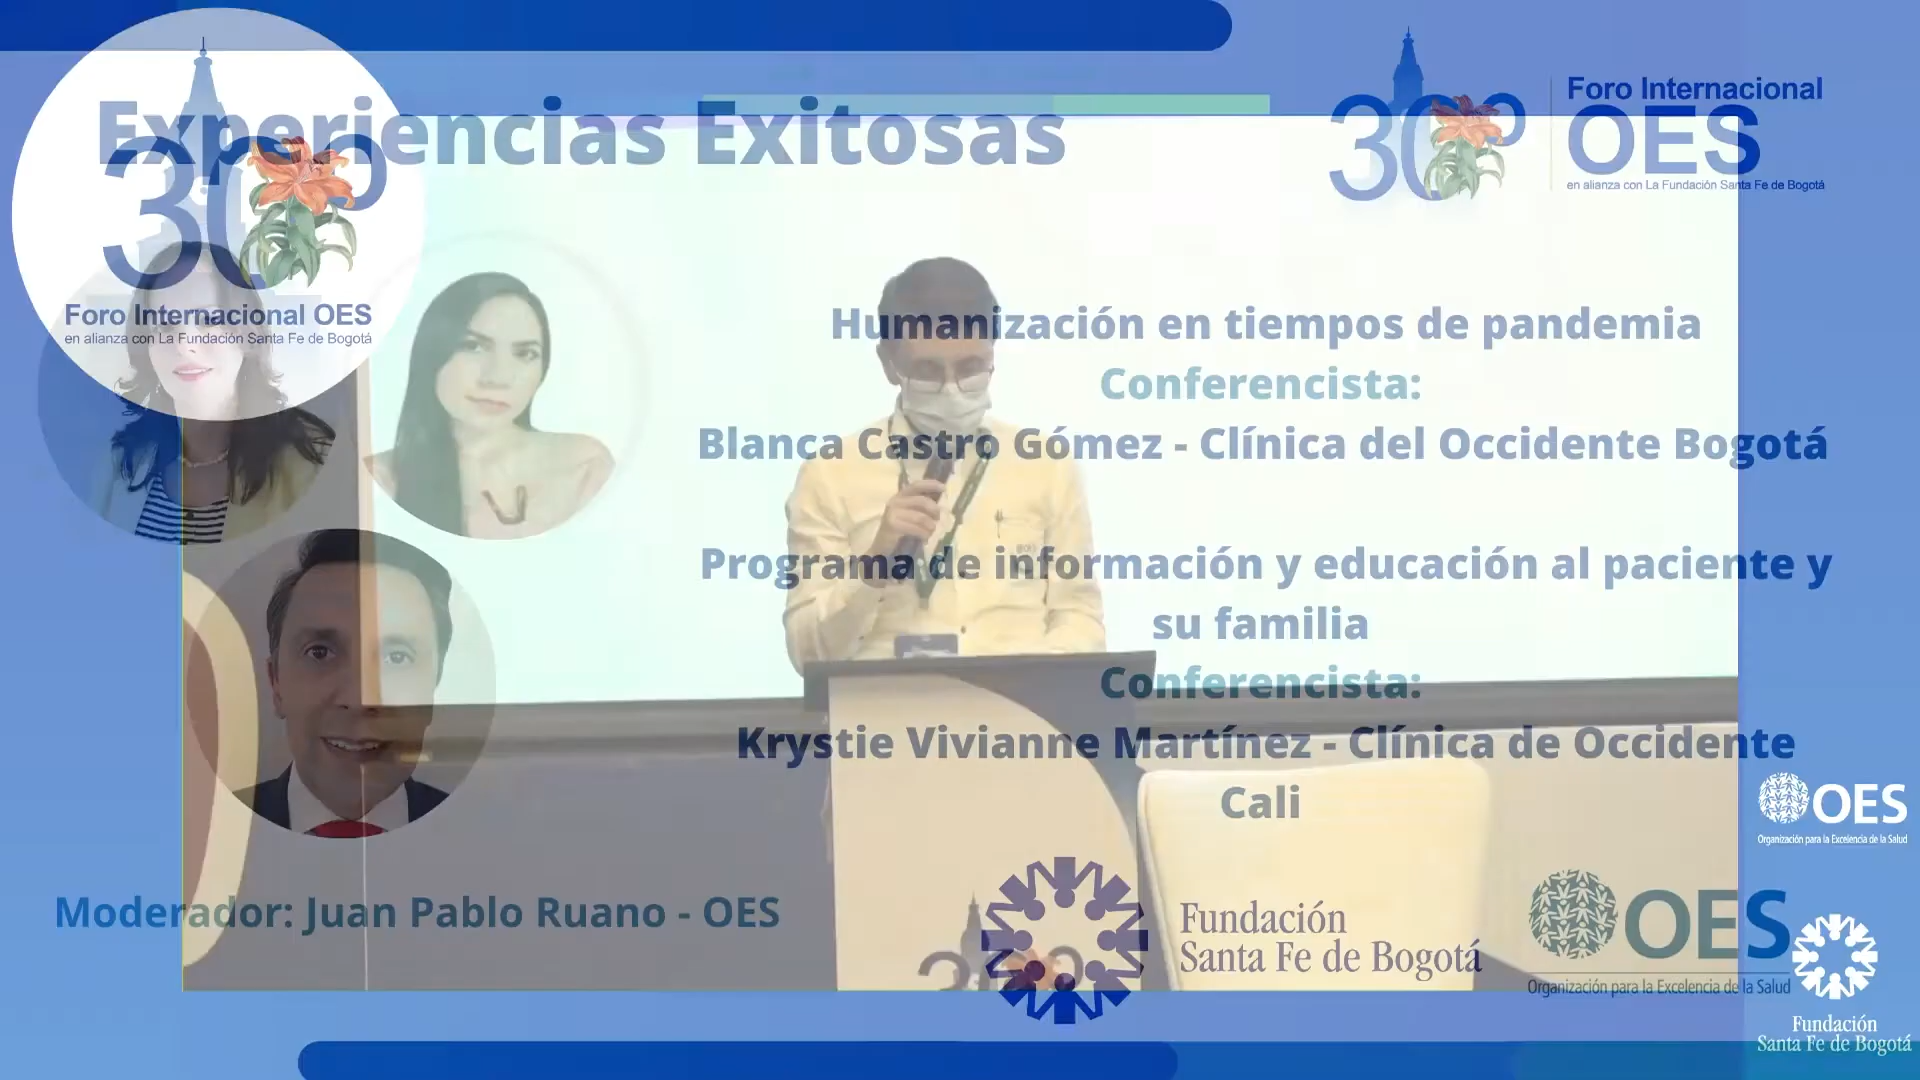 Experiencias Exitosas
30º
Foro Internacional OES
en alianza con La Fundación Santa Fe de Bogotá
30º
Foro Internacional
OES
en alianza con La Fundación Santa Fe de Bogotá
Humanización en tiempos de pandemia
Conferencista:
Blanca Castro Gómez - Clínica del Occidente Bogotá
Programa de información y educación al paciente y
su familia
Conferencista:
Krystie Vivianne Martínez - Clínica de Occidente
Cali
Moderador: Juan Pablo Ruano - OES
Fundación
Santa Fe de Bogotá
OES
Organización para la Excelencia de la Salud
OES
Organización para la Excelencia de la Salud
Fundación
Santa Fe de Bogotá